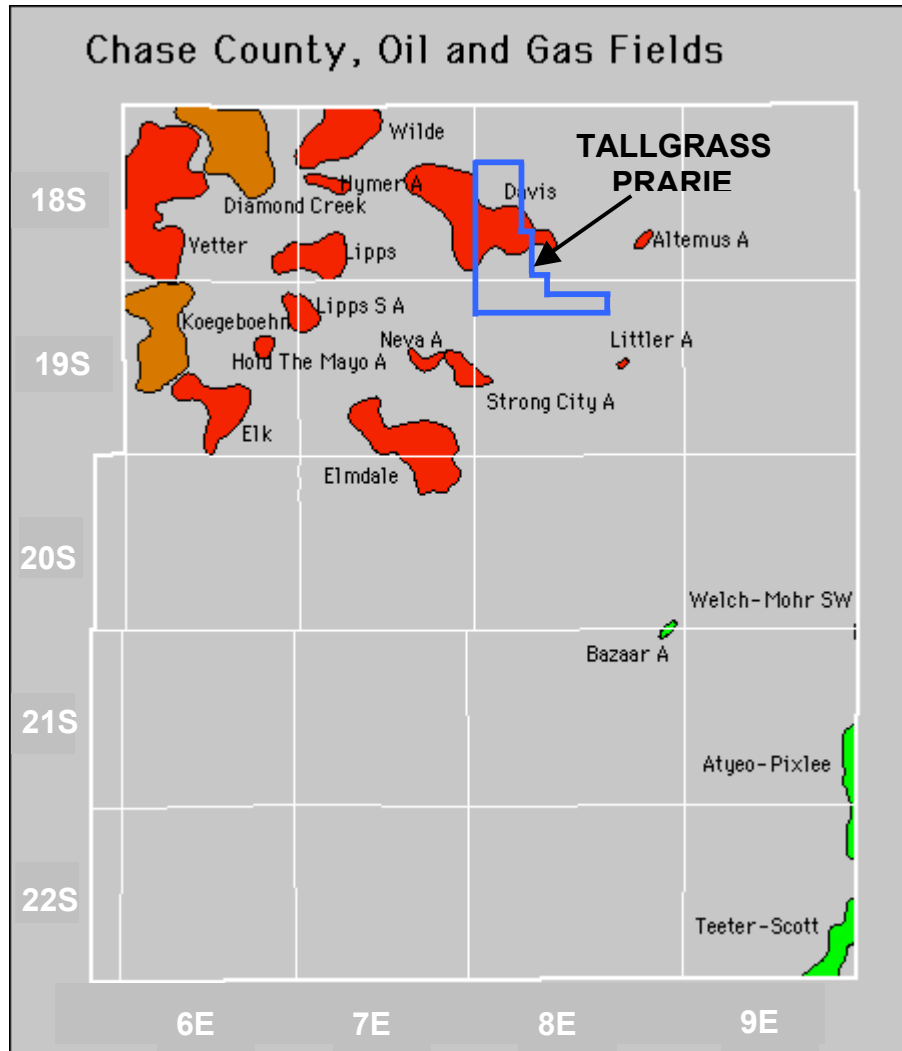 Chase County, Oil and Gas Fields
Wilde
TALLGRASS
PRARIE
Hymer A
Davis
18S
Diamond Creek
Vetter
Lipps
Altemus A
Lipps S A
Koegeboehn
Neva A
Littler A
19S
Hold The Mayo A
Strong City A
Elk
Elmdale
20S
Welch-Mohr SW
Bazaar A
21S
Atyeo-Pixlee
22S
Teeter-Scott
6E
7E
8E
9E